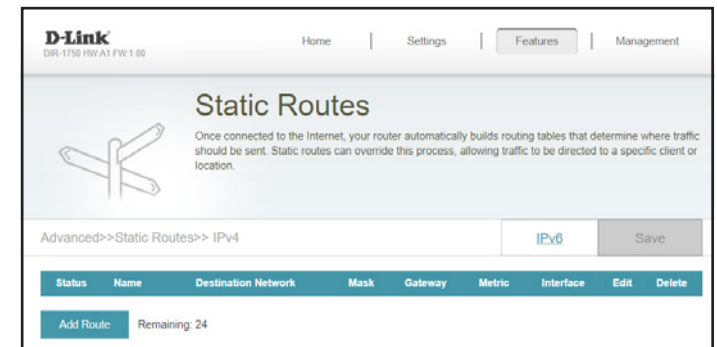 D-Link
DIR-1750 HW:A1 FW:1.00
Home | Settings | Features | Management
Static Routes
Once connected to the Internet, your router automatically builds routing tables that determine where traffic
should be sent. Static routes can override this process, allowing traffic to be directed to a specific client or
location.
Advanced>>Static Routes>> IPv4 IPv6 Save
Status Name Destination Network Mask Gateway Metric Interface Edit Delete
Add Route Remaining: 24